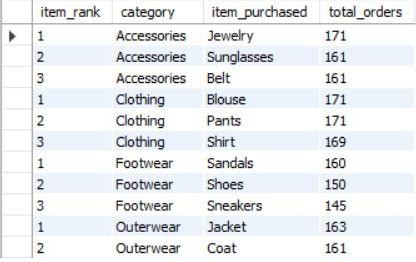 item_rank category item_purchased total_orders
1 Accessories Jewelry 171
2 Accessories Sunglasses 161
3 Accessories Belt 161
1 Clothing Blouse 171
2 Clothing Pants 171
3 Clothing Shirt 169
1 Footwear Sandals 160
2 Footwear Shoes 150
3 Footwear Sneakers 145
1 Outerwear Jacket 163
2 Outerwear Coat 161